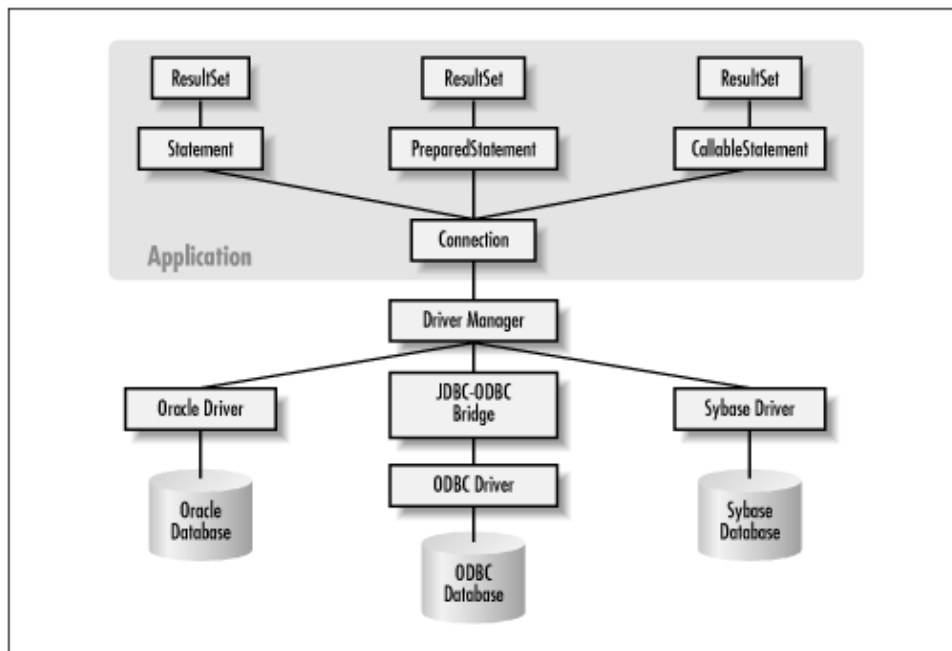 ResultSet
ResultSet
ResultSet
Statement
PreparedStatement
CallableStatement
Connection
Application
Driver Manager
Oracle Driver
JDBC-ODBC
Bridge
Sybase Driver
ODBC Driver
Oracle
Database
Sybase
Database
ODBC
Database